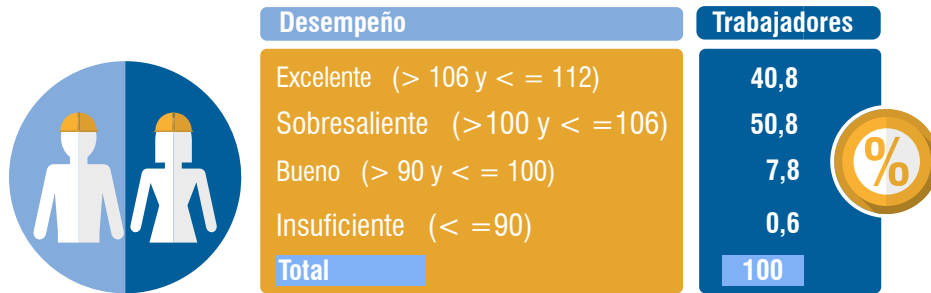 Desempeño Trabajadores
Excelente (> 106 y < = 112) 40,8
Sobresaliente (>100 y < =106) 50,8
Bueno (> 90 y < = 100) 7,8
Insuficiente (< =90) 0,6
Total 100
%